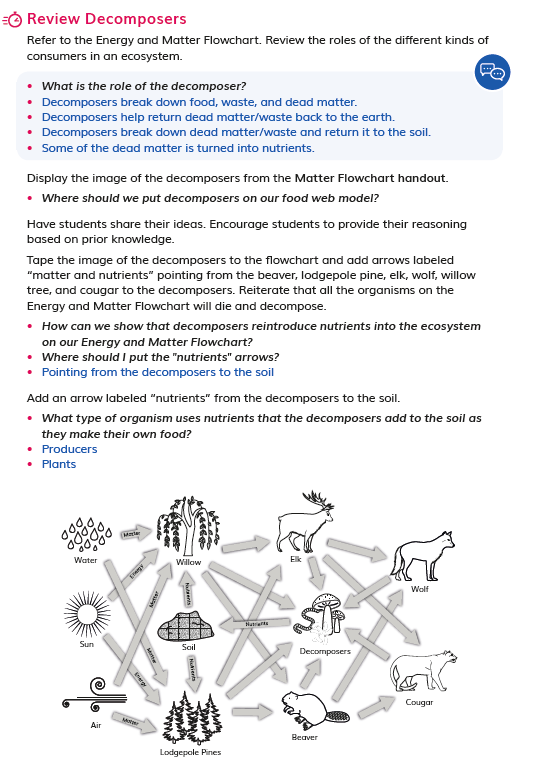 Review Decomposers
Refer to the Energy and Matter Flowchart. Review the roles of the different kinds of
consumers in an ecosystem.
• What is the role of the decomposer?
• Decomposers break down food, waste, and dead matter.
• Decomposers help return dead matter/waste back to the earth.
• Decomposers break down dead matter/waste and return it to the soil.
• Some of the dead matter is turned into nutrients.
Display the image of the decomposers from the Matter Flowchart handout.
• Where should we put decomposers on our food web model?
Have students share their ideas. Encourage students to provide their reasoning
based on prior knowledge.
Tape the image of the decomposers to the flowchart and add arrows labeled
“matter and nutrients” pointing from the beaver, lodgepole pine, elk, wolf, willow
tree, and cougar to the decomposers. Reiterate that all the organisms on the
Energy and Matter Flowchart will die and decompose.
• How can we show that decomposers reintroduce nutrients into the ecosystem
on our Energy and Matter Flowchart?
• Where should I put the "nutrients" arrows?
• Pointing from the decomposers to the soil
Add an arrow labeled “nutrients” from the decomposers to the soil.
• What type of organism uses nutrients that the decomposers add to the soil as
they make their own food?
• Producers
• Plants
Matter
Water
Willow
Elk
Wolf
Energy
Matter
Nutrients
Nutrients
Sun
Soil
Decomposers
Matter
Energy
Nutrients
Air
Matter
Lodgepole Pines
Beaver
Cougar